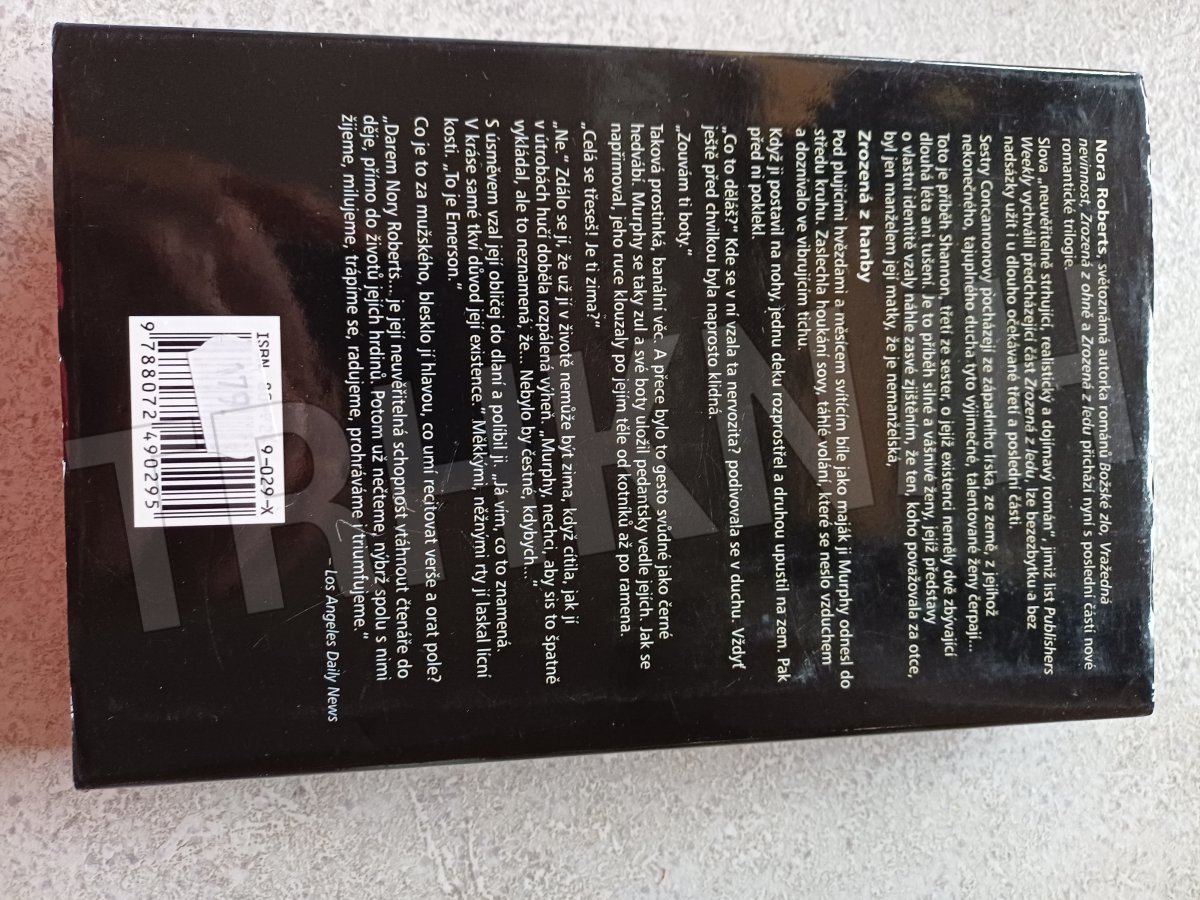 Nora Roberts, světoznámá autorka románů Božské zlo, Vražedná
nevinnost, Zrozená z ohně a Zrozená z ledu přichází nyní s poslední částí nové
romantické trilogie.
Slova „neuvěřitelně strhující, realistický a dojímavý román“, jimiž list Publishers
Weekly vychválil předcházející část Zrozená z ledu, lze bezezbytku a bez
nadsázky užít i u dlouho očekávané třetí a poslední části.
Sestry Concannonovy pocházejí ze západního Irska, ze země, z jejíhož
nekonečného, tajuplného ducha tyto výjimečné, talentované ženy čerpají...
Toto je příběh Shannon, třetí ze sester, o jejíž existenci neměly dvě zbývající
dlouhá léta ani tušení. Je to příběh silné a vášnivé ženy, jejíž představy
o vlastní identitě vzaly náhle zasvé zjištěním, že ten, koho považovala za otce,
byl jen manželem její matky, že je nemanželská,
Zrozená z hanby
Pod plujícími hvězdami a měsícem svítícím bíle jako maják ji Murphy odnesl do
středu kruhu. Zaslechla houkání sovy, táhlé volání, které se neslo vzduchem
a doznívalo ve vibrujícím tichu.
Když ji postavil na nohy, jednu deku rozprostřel a druhou upustil na zem. Pak
před ní poklekl.
„Co to děláš?“ Kde se v ní vzala ta nervozita? podivovala se v duchu. Vždyť
ještě před chvilkou byla naprosto klidná.
„Zouvám ti boty.“
Taková prostinká, banální věc. A přece bylo to gesto svůdné jako černé
hedvábí. Murphy se taky zul a své boty uložil pedantsky vedle jejich. Jak se
napřimoval, jeho ruce klouzaly po jejím těle od kotníků až po ramena.
„Celá se třeseš! Je ti zima?“
„Ne.“ Zdálo se jí, že už jí v životě nemůže být zima, když cítila, jak jí
v útrobách hučí doběla rozpálená výheň. „Murphy, nechci, aby sis to špatně
vykládal, ale to neznamená, že... Nebylo by čestné, kdybych...“
S úsměvem vzal její obličej do dlaní a políbil ji. „Já vím, co to znamená.
V kráse samé tkví důvod její existence.“ Měkkými, něžnými rty jí laskal lícní
kosti. „To je Emerson.“
Co je to za mužského, blesklo jí hlavou, co umí recitovat verše a orat pole?
„Darem Nory Roberts... je její neuvěřitelná schopnost vtáhnout čtenáře do
děje, přímo do životů jejích hrdinů. Potom už nečteme, nýbrž spolu s nimi
žijeme, milujeme, trápíme se, radujeme, prohráváme i triumfujeme.“
– Los Angeles Daily News
ISBN 9-029-X
179
9 788072 490295
TRHKNIH